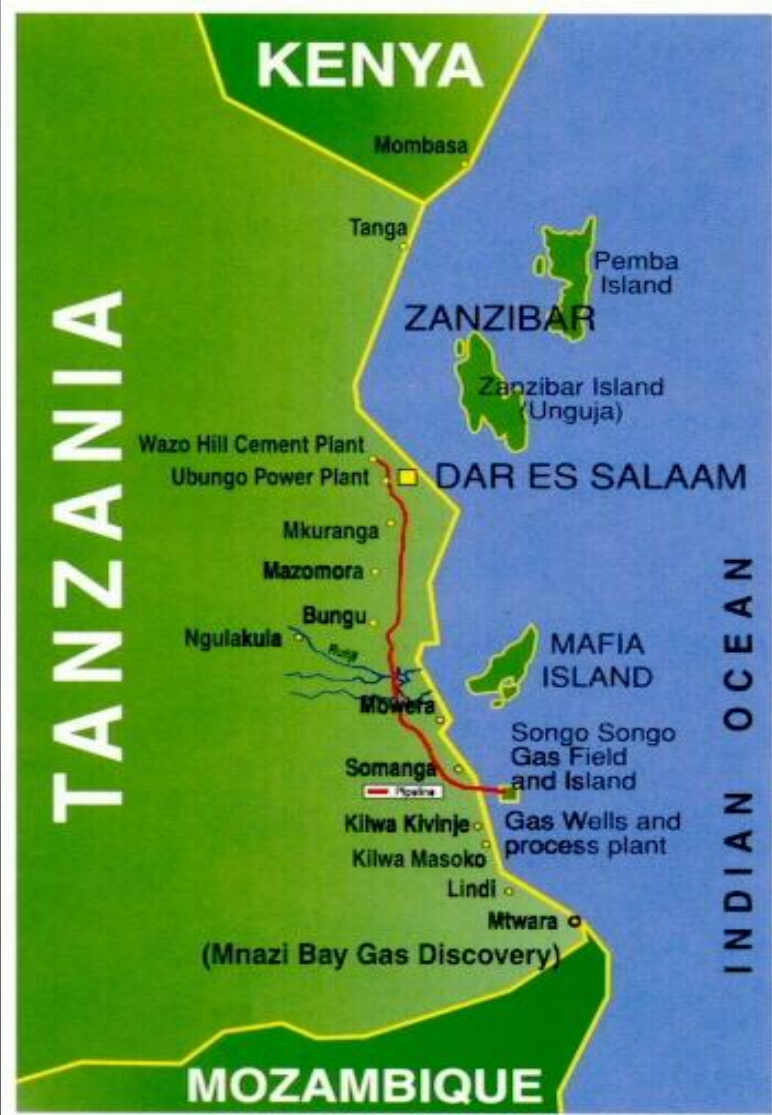 KENYA
Mombasa
Tanga
Pemba
Island
ZANZIBAR
Zanzibar Island
(Unguja)
TANZANIA
Wazo Hill Cement Plant
Ubungo Power Plant
DAR ES SALAAM
Mkuranga
Mazomora
Bungu
Ngulakula
Rufiji
MAFIA
ISLAND
Mowera
Songo Songo
Gas Field
and Island
Somanga
Pipeline
Gas Wells and
process plant
Kilwa Kivinje
Kilwa Masoko
Lindi
Mtwara
(Mnazi Bay Gas Discovery)
INDIAN OCEAN
MOZAMBIQUE